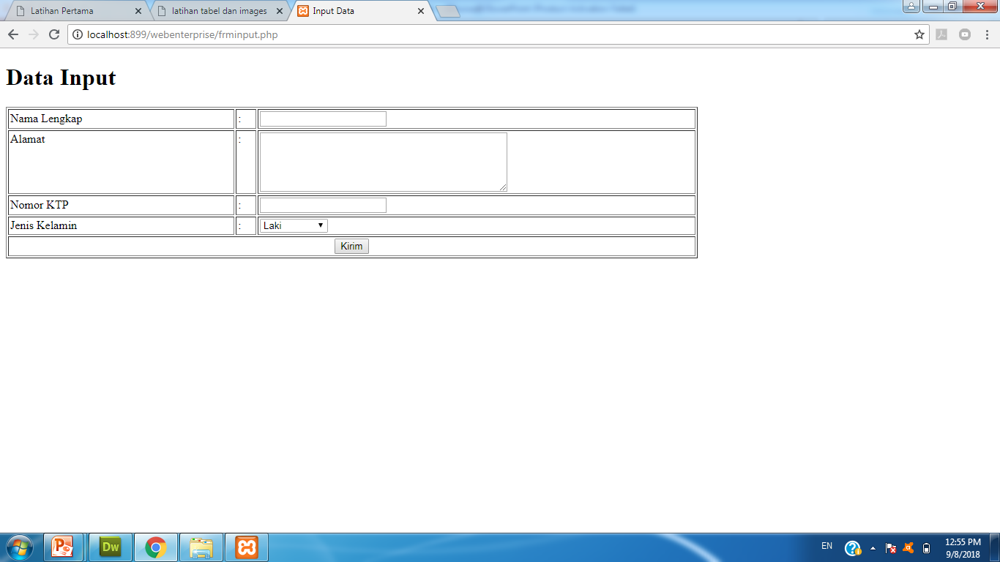 Latihan Pertama
latihan tabel dan images
Input Data
localhost:899/webenterprise/frminput.php
Data Input
Nama Lengkap :
Alamat :
Nomor KTP :
Jenis Kelamin : Laki
Kirim
Dw
EN
12:55 PM
9/8/2018